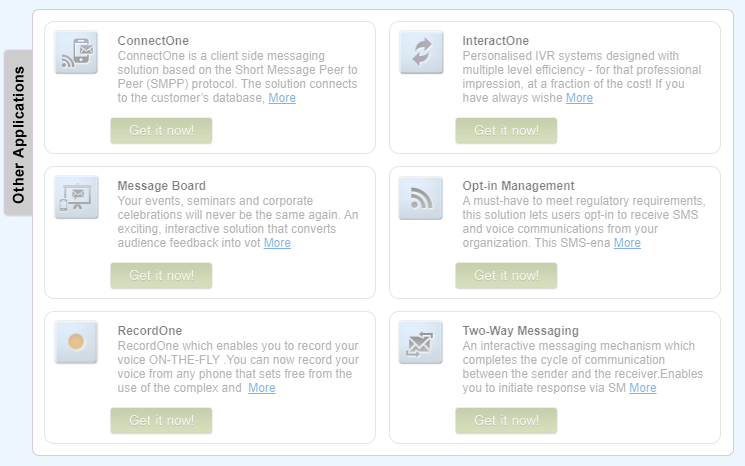 Other Applications
ConnectOne
ConnectOne is a client side messaging
solution based on the Short Message Peer to
Peer (SMPP) protocol. The solution connects
to the customer's database, More
Get it now!
InteractOne
Personalised IVR systems designed with
multiple level efficiency - for that professional
impression, at a fraction of the cost! If you
have always wishe More
Get it now!
Message Board
Your events, seminars and corporate
celebrations will never be the same again. An
exciting, interactive solution that converts
audience feedback into vot More
Get it now!
Opt-in Management
A must-have to meet regulatory requirements,
this solution lets users opt-in to receive SMS
and voice communications from your
organization. This SMS-ena More
Get it now!
RecordOne
RecordOne which enables you to record your
voice ON-THE-FLY .You can now record your
voice from any phone that sets free from the
use of the complex and  More
Get it now!
Two-Way Messaging
An interactive messaging mechanism which
completes the cycle of communication
between the sender and the receiver.Enables
you to initiate response via SM More
Get it now!